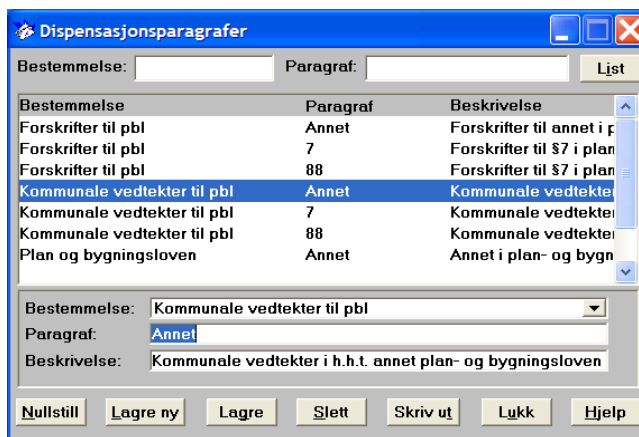 Dispensasjonsparagrafer
Bestemmelse: Paragraf: List
Bestemmelse Paragraf Beskrivelse
Forskrifter til pbl Annet Forskrifter til annet i p
Forskrifter til pbl 7 Forskrifter til §7 i plan
Forskrifter til pbl 88 Forskrifter til §7 i plan
Kommunale vedtekter til pbl Annet Kommunale vedtekter
Kommunale vedtekter til pbl 7 Kommunale vedtekter
Kommunale vedtekter til pbl 88 Kommunale vedtekter
Plan og bygningsloven Annet Annet i plan- og bygn
Bestemmelse: Kommunale vedtekter til pbl
Paragraf: Annet
Beskrivelse: Kommunale vedtekter i h.h.t. annet plan- og bygningsloven
Nullstill Lagre ny Lagre Slett Skriv ut Lukk Hjelp